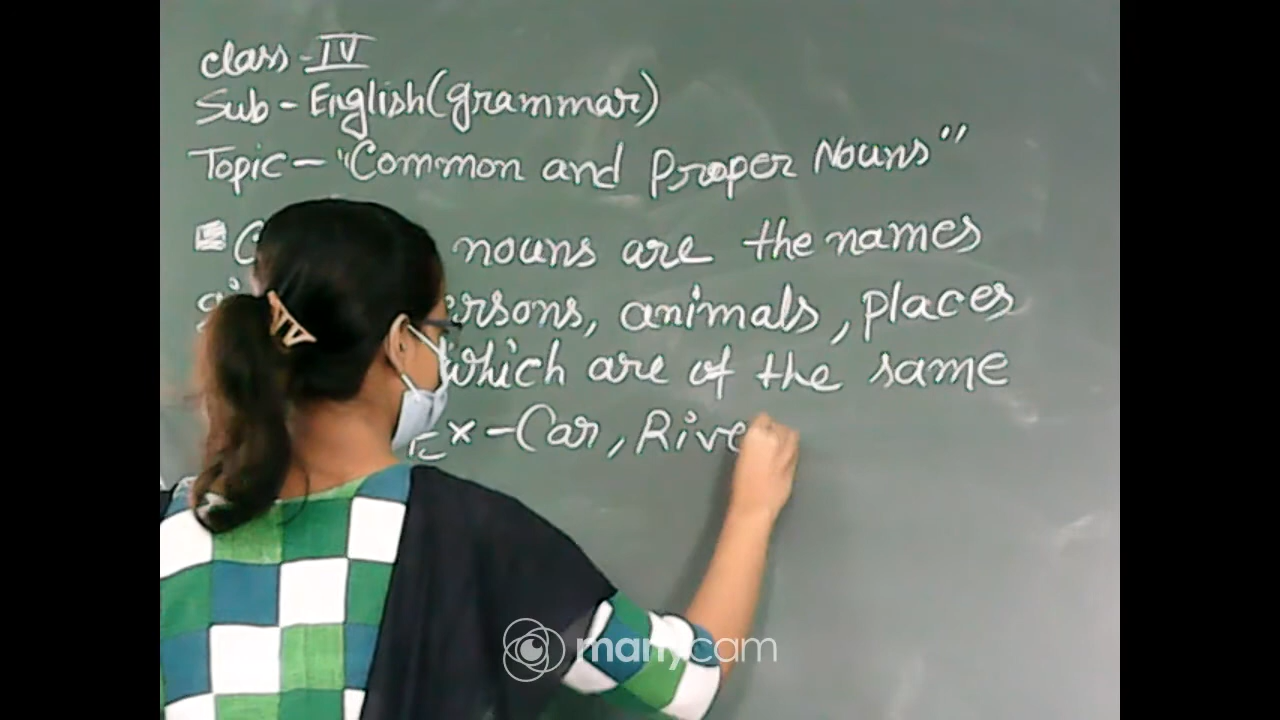 class - IV
Sub - English (grammar)
Topic - "Common and Proper Nouns"
nouns are the names
ersons, animals, places
which are of the same
Ex - Car, Rive
manycam